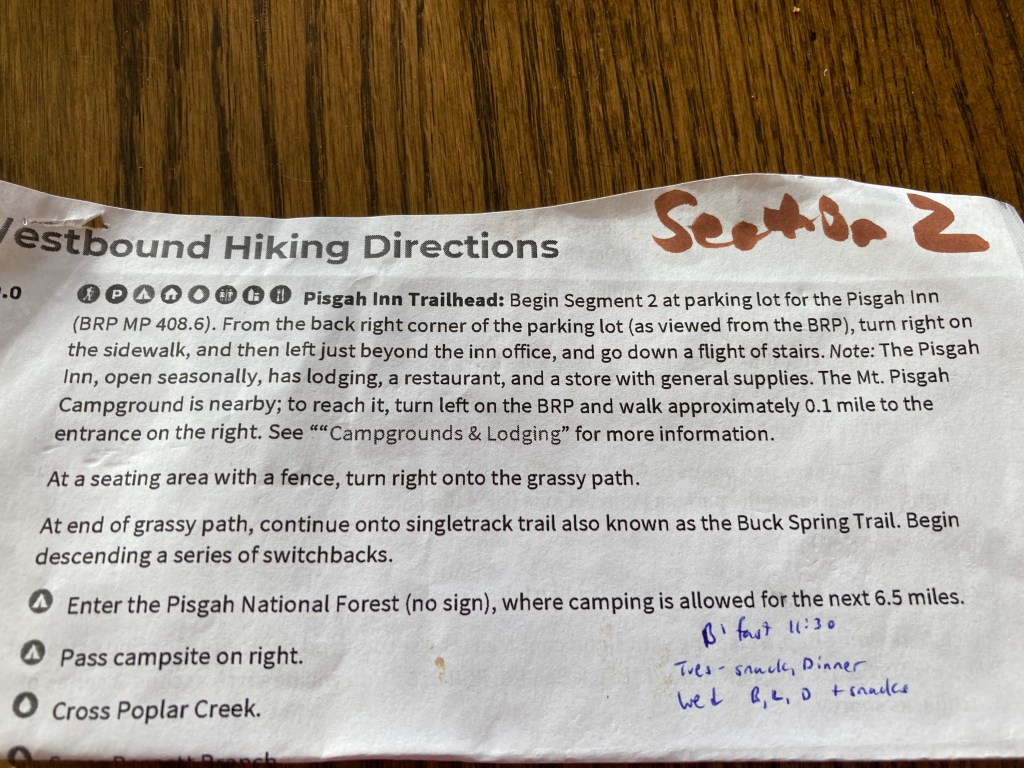 Section 2
estbound Hiking Directions
.0
Pisgah Inn Trailhead: Begin Segment 2 at parking lot for the Pisgah Inn
(BRP MP 408.6). From the back right corner of the parking lot (as viewed from the BRP), turn right on
the sidewalk, and then left just beyond the inn office, and go down a flight of stairs. Note: The Pisgah
Inn, open seasonally, has lodging, a restaurant, and a store with general supplies. The Mt. Pisgah
Campground is nearby; to reach it, turn left on the BRP and walk approximately 0.1 mile to the
entrance on the right. See ““Campgrounds & Lodging” for more information.
At a seating area with a fence, turn right onto the grassy path.
At end of grassy path, continue onto singletrack trail also known as the Buck Spring Trail. Begin
descending a series of switchbacks.
Enter the Pisgah National Forest (no sign), where camping is allowed for the next 6.5 miles.
B'fast 11:30
Pass campsite on right.
Tues - snack, Dinner
Wed B, L, D + snacks
Cross Poplar Creek.
Branch